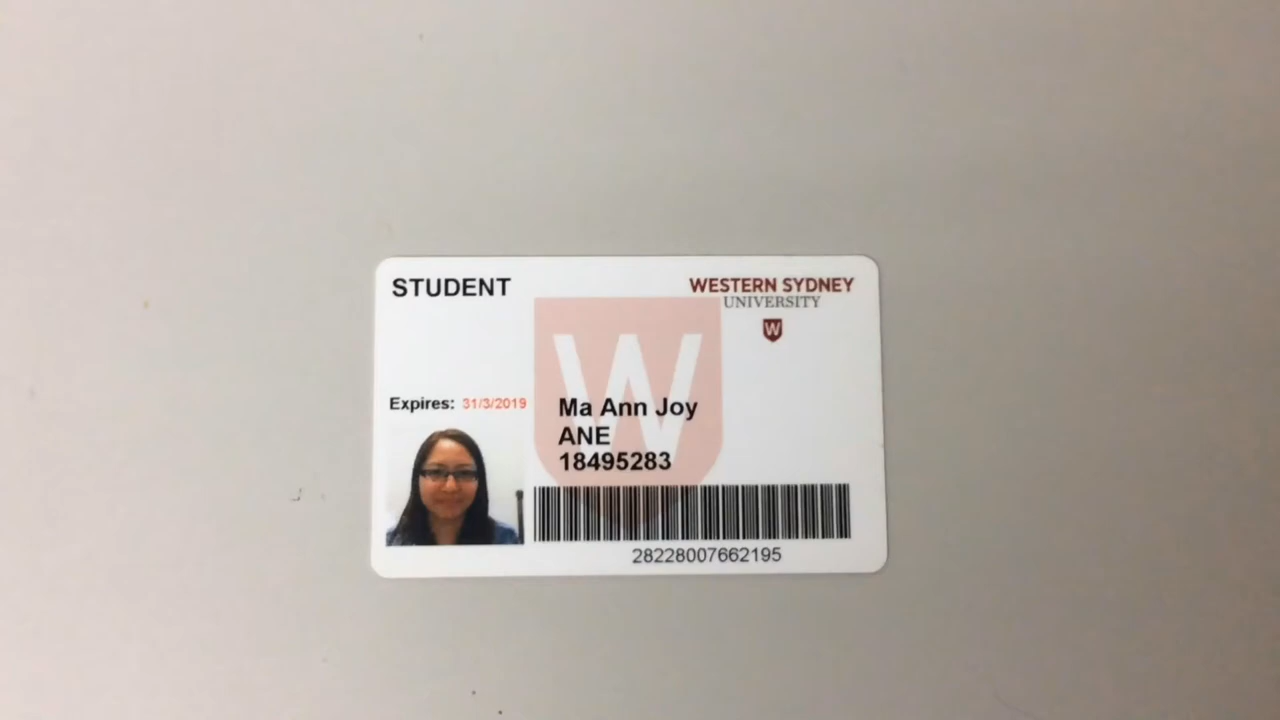 STUDENT
WESTERN SYDNEY
UNIVERSITY
W
W
Expires: 31/3/2019
Ma Ann Joy
ANE
18495283
28228007662195